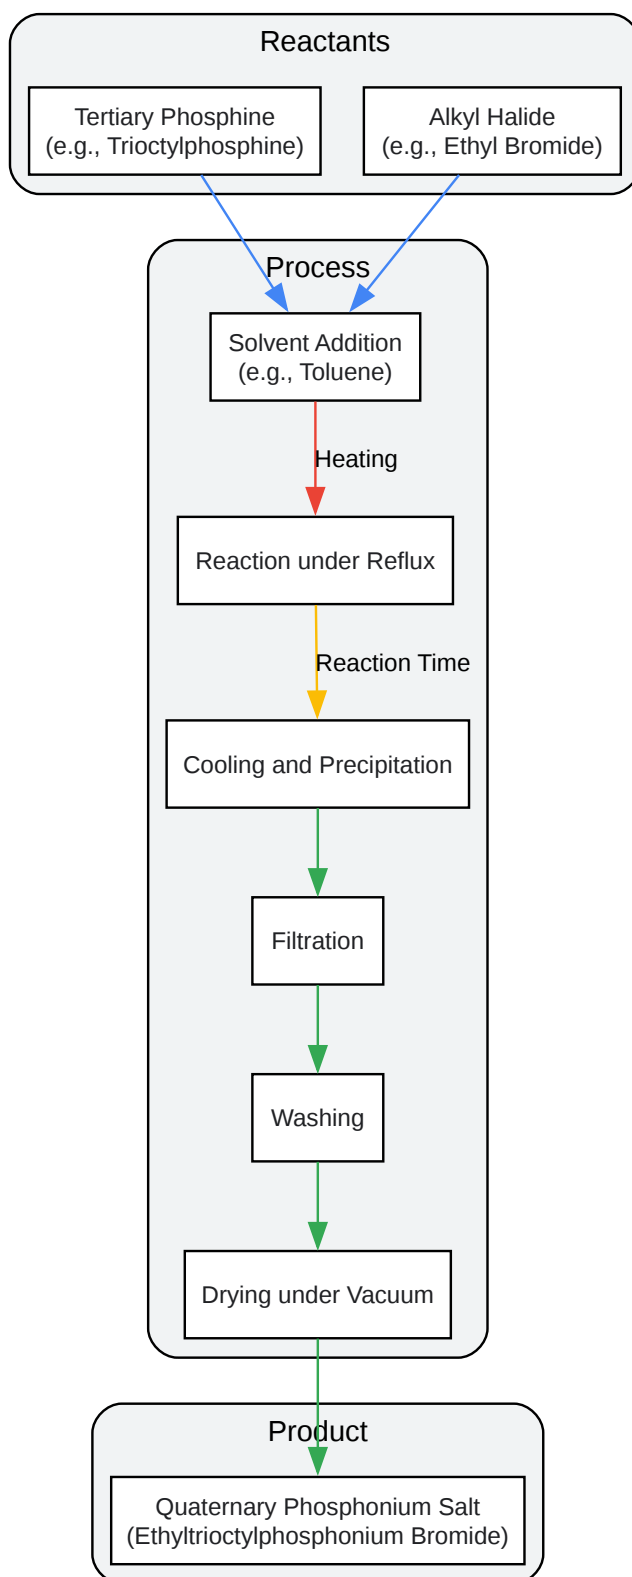 Reactants
Tertiary Phosphine
(e.g., Trioctylphosphine)
Alkyl Halide
(e.g., Ethyl Bromide)
Process
Solvent Addition
(e.g., Toluene)
Heating
Reaction under Reflux
Reaction Time
Cooling and Precipitation
Filtration
Washing
Drying under Vacuum
Product
Quaternary Phosphonium Salt
(Ethyltrioctylphosphonium Bromide)